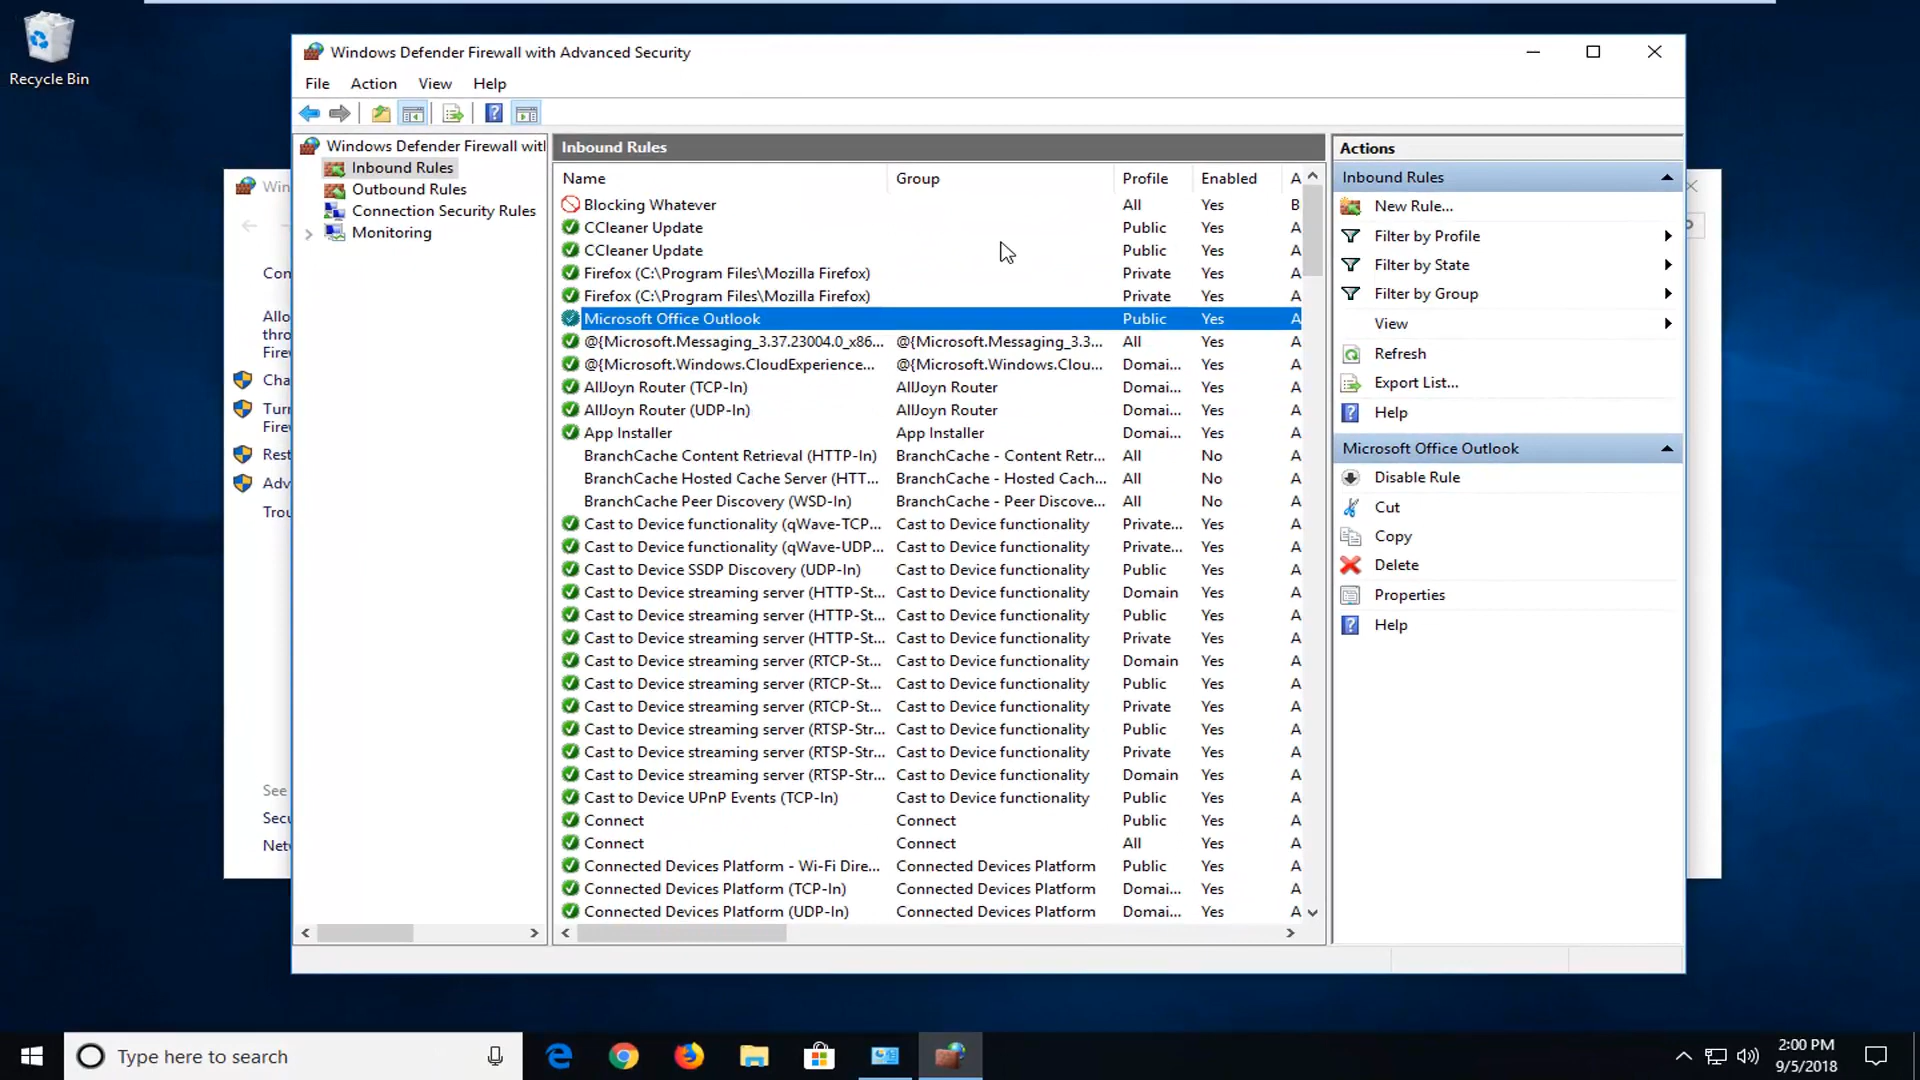 Recycle Bin
Windows Defender Firewall with Advanced Security
File Action View Help
Windows Defender Firewall with
Inbound Rules
Outbound Rules
Connection Security Rules
Monitoring
Inbound Rules
Name Group Profile Enabled A
Blocking Whatever All Yes B
CCleaner Update Public Yes A
CCleaner Update Public Yes A
Firefox (C:\Program Files\Mozilla Firefox) Private Yes A
Firefox (C:\Program Files\Mozilla Firefox) Private Yes A
Microsoft Office Outlook Public Yes A
@{Microsoft.Messaging_3.37.23004.0_x86... @{Microsoft.Messaging_3.3... All Yes A
@{Microsoft.Windows.CloudExperience... @{Microsoft.Windows.Clou... Domai... Yes A
AllJoyn Router (TCP-In) AllJoyn Router Domai... Yes A
AllJoyn Router (UDP-In) AllJoyn Router Domai... Yes A
App Installer App Installer Domai... Yes A
BranchCache Content Retrieval (HTTP-In) BranchCache - Content Retr... All No A
BranchCache Hosted Cache Server (HTT... BranchCache - Hosted Cach... All No A
BranchCache Peer Discovery (WSD-In) BranchCache - Peer Discove... All No A
Cast to Device functionality (qWave-TCP... Cast to Device functionality Private... Yes A
Cast to Device functionality (qWave-UDP... Cast to Device functionality Private... Yes A
Cast to Device SSDP Discovery (UDP-In) Cast to Device functionality Public Yes A
Cast to Device streaming server (HTTP-St... Cast to Device functionality Domain Yes A
Cast to Device streaming server (HTTP-St... Cast to Device functionality Public Yes A
Cast to Device streaming server (HTTP-St... Cast to Device functionality Private Yes A
Cast to Device streaming server (RTCP-St... Cast to Device functionality Domain Yes A
Cast to Device streaming server (RTCP-St... Cast to Device functionality Public Yes A
Cast to Device streaming server (RTCP-St... Cast to Device functionality Private Yes A
Cast to Device streaming server (RTSP-Str... Cast to Device functionality Public Yes A
Cast to Device streaming server (RTSP-Str... Cast to Device functionality Private Yes A
Cast to Device streaming server (RTSP-Str... Cast to Device functionality Domain Yes A
Cast to Device UPnP Events (TCP-In) Cast to Device functionality Public Yes A
Connect Connect Public Yes A
Connect Connect All Yes A
Connected Devices Platform - Wi-Fi Dire... Connected Devices Platform Public Yes A
Connected Devices Platform (TCP-In) Connected Devices Platform Domai... Yes A
Connected Devices Platform (UDP-In) Connected Devices Platform Domai... Yes A
Actions
Inbound Rules
New Rule...
Filter by Profile
Filter by State
Filter by Group
View
Refresh
Export List...
Help
Microsoft Office Outlook
Disable Rule
Cut
Copy
Delete
Properties
Help
Win
Con
Allo
throu
Firew
Cha
Turn
Firew
Rest
Adv
Trou
See
Secu
Netv
Type here to search
2:00 PM
9/5/2018